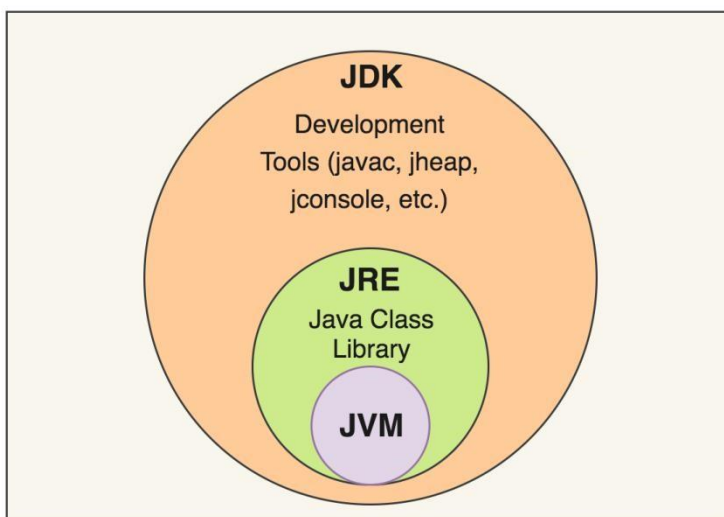 JDK
Development
Tools (javac, jheap,
jconsole, etc.)
JRE
Java Class
Library
JVM